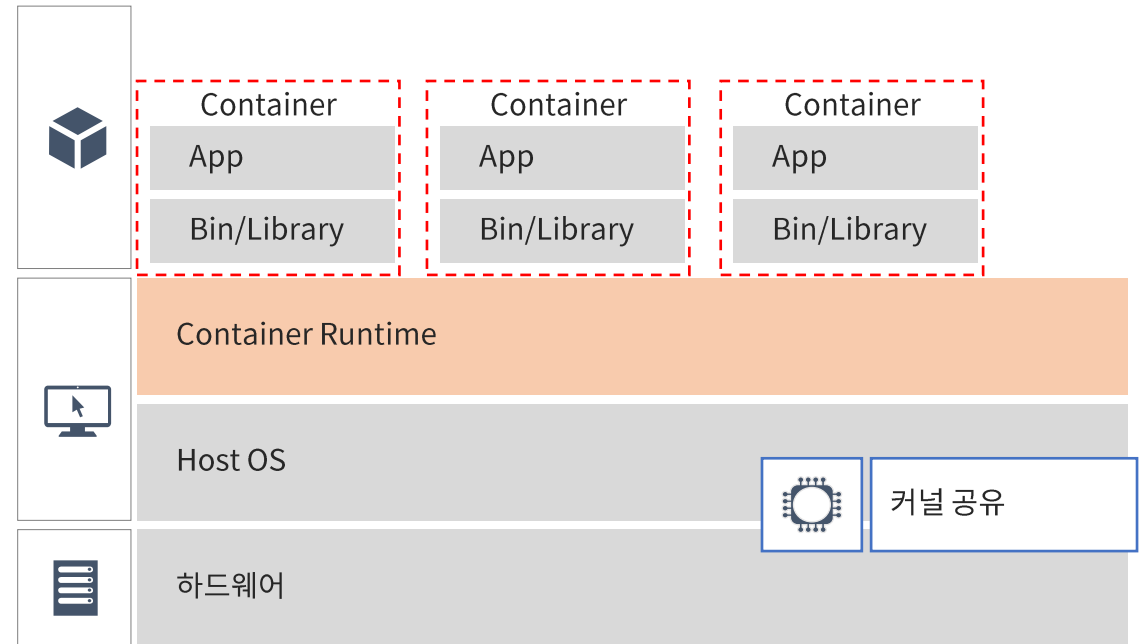 Container Container Container
App App App
Bin/Library Bin/Library Bin/Library
Container Runtime
Host OS
커널 공유
하드웨어